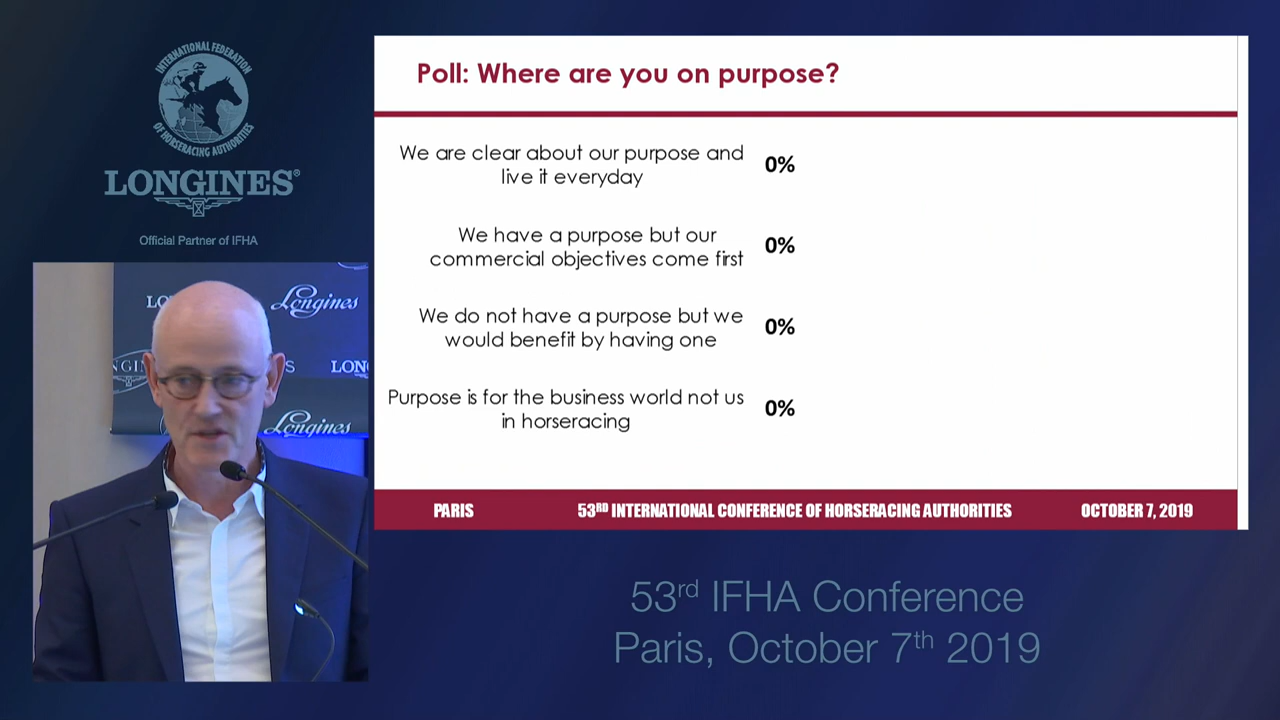 INTERNATIONAL FEDERATION
OF HORSERACING AUTHORITIES
LONGINES®
Official Partner of IFHA
Poll: Where are you on purpose?
We are clear about our purpose and
live it everyday
0%
We have a purpose but our
commercial objectives come first
0%
We do not have a purpose but we
would benefit by having one
0%
Purpose is for the business world not us
in horseracing
0%
PARIS
53RD INTERNATIONAL CONFERENCE OF HORSERACING AUTHORITIES
OCTOBER 7, 2019
Longines
LON
Longines
53rd IFHA Conference
Paris, October 7th 2019